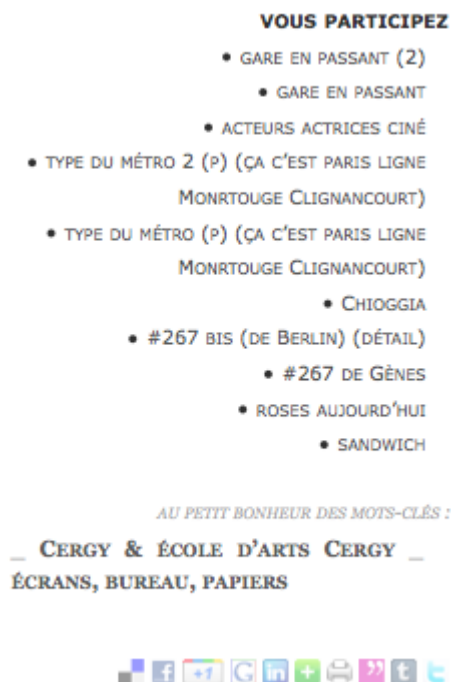 VOUS PARTICIPEZ
• GARE EN PASSANT (2)
• GARE EN PASSANT
• ACTEURS ACTRICES CINÉ
• TYPE DU MÉTRO 2 (P) (ÇA C'EST PARIS LIGNE
MONRTOUGE CLIGNANCOURT)
• TYPE DU MÉTRO (P) (ÇA C'EST PARIS LIGNE
MONRTOUGE CLIGNANCOURT)
• CHIOGGIA
• #267 BIS (DE BERLIN) (DÉTAIL)
• #267 DE GÈNES
• ROSES AUJOURD'HUI
• SANDWICH
AU PETIT BONHEUR DES MOTS-CLÉS :
_ CERGY & ÉCOLE D'ARTS CERGY _
ÉCRANS, BUREAU, PAPIERS